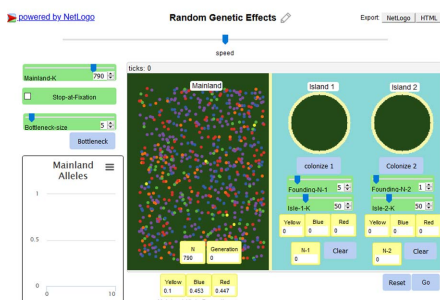 powered by NetLogo
Random Genetic Effects
Export: NetLogo HTML
speed
ticks: 0
Mainland-K 790
Stop-at-Fixation
Bottleneck-size 5
Bottleneck
Mainland
Alleles
1
0.5
0
0 10
Mainland
N
790
Generation
0
Yellow
0.1
Blue
0.453
Red
0.447
Island 1
colonize 1
Founding-N-1 5
Isle-1-K 50
Yellow
0
Blue
0
Red
0
N-1
0
Clear
Island 2
Colonize 2
Founding-N-2 1
Isle-2-K 50
Yellow
0
Blue
0
Red
0
N-2
0
Clear
Reset Go